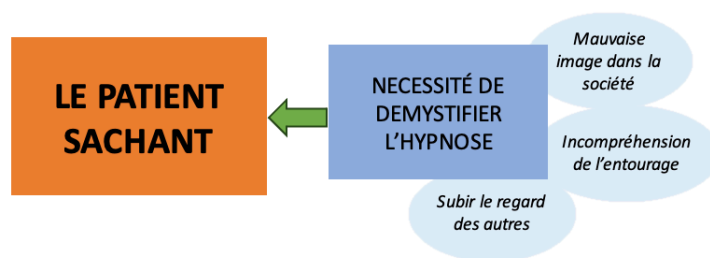 LE PATIENT
SACHANT
NECESSITÉ DE
DEMYSTIFIER
L’HYPNOSE
Mauvaise
image dans la
société
Incompréhension
de l’entourage
Subir le regard
des autres